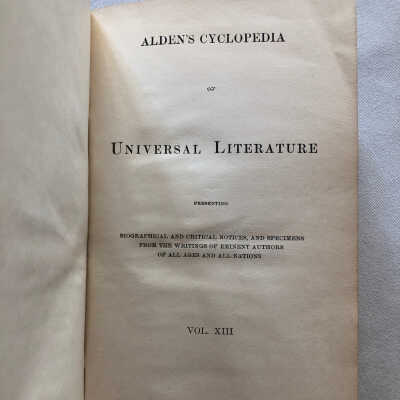 ALDEN'S CYCLOPEDIA
OF
UNIVERSAL LITERATURE
PRESENTING
BIOGRAPHICAL AND CRITICAL NOTICES, AND SPECIMENS
FROM THE WRITINGS OF EMINENT AUTHORS
OF ALL AGES AND ALL NATIONS
VOL. XIII